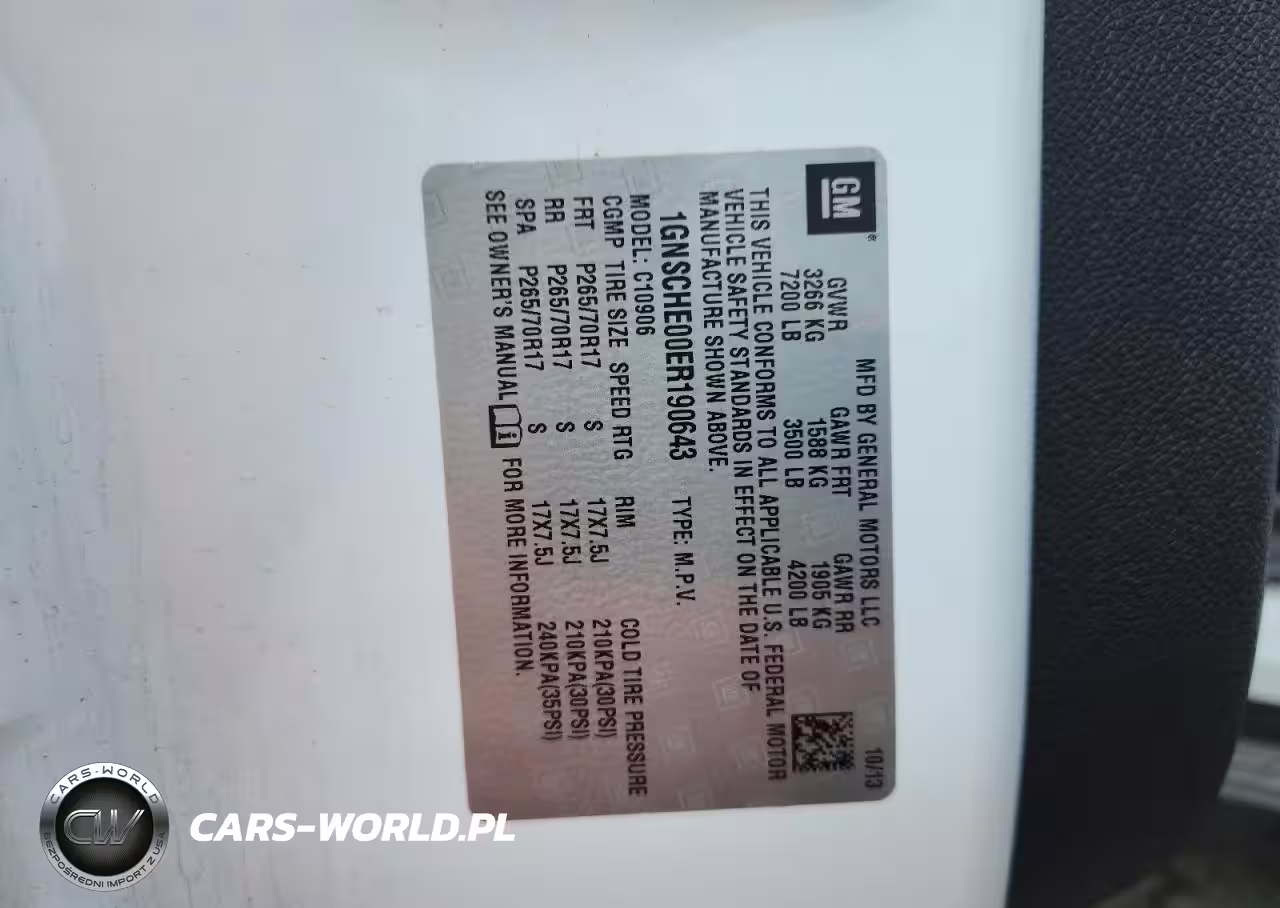 GM®
MFD BY GENERAL MOTORS LLC 10/13
GVWR GAWR FRT GAWR RR
3266 KG 1588 KG 1905 KG
7200 LB 3500 LB 4200 LB
THIS VEHICLE CONFORMS TO ALL APPLICABLE U.S. FEDERAL MOTOR
VEHICLE SAFETY STANDARDS IN EFFECT ON THE DATE OF
MANUFACTURE SHOWN ABOVE.
1GNSCHE00ER190643 TYPE: M.P.V.
MODEL: C10906
CGMP TIRE SIZE SPEED RTG RIM COLD TIRE PRESSURE
FRT P265/70R17 S 17X7.5J 210KPA(30PSI)
RR P265/70R17 S 17X7.5J 210KPA(30PSI)
SPA P265/70R17 S 17X7.5J 240KPA(35PSI)
SEE OWNER'S MANUAL i FOR MORE INFORMATION.
CARS-WORLD
CW
BEZPOŚREDNI IMPORT Z USA
CARS-WORLD.PL